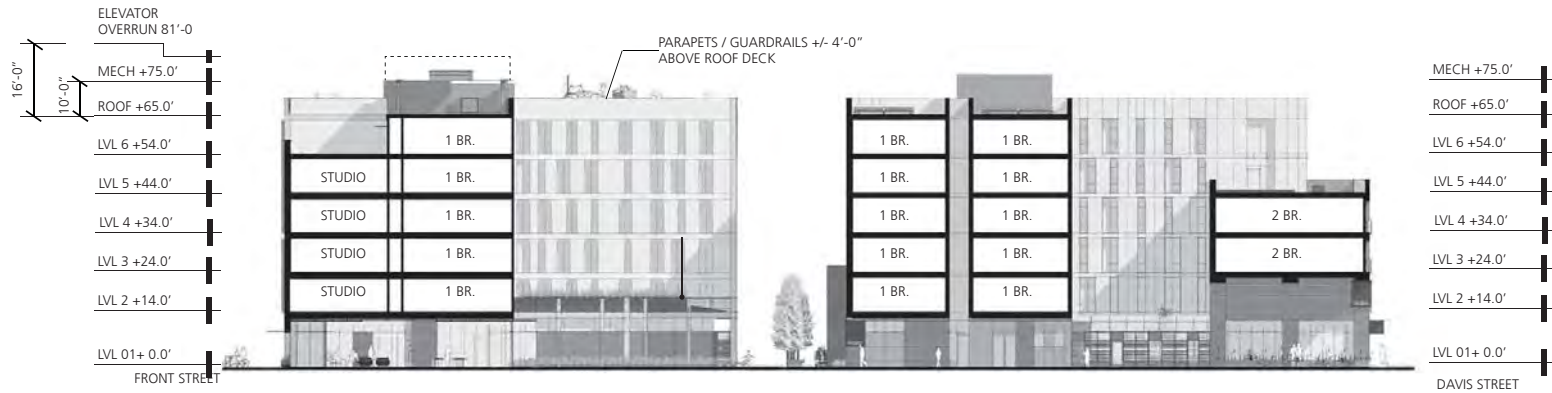 ELEVATOR
OVERRUN 81'-0
16'-0"
10'-0"
MECH +75.0'
ROOF +65.0'
LVL 6 +54.0'
LVL 5 +44.0'
LVL 4 +34.0'
LVL 3 +24.0'
LVL 2 +14.0'
LVL 01+ 0.0'
FRONT STREET
PARAPETS / GUARDRAILS +/- 4'-0"
ABOVE ROOF DECK
1 BR.
STUDIO 1 BR.
STUDIO 1 BR.
STUDIO 1 BR.
STUDIO 1 BR.
1 BR. 1 BR.
1 BR. 1 BR.
1 BR. 1 BR.
1 BR. 1 BR.
1 BR. 1 BR.
2 BR.
2 BR.
MECH +75.0'
ROOF +65.0'
LVL 6 +54.0'
LVL 5 +44.0'
LVL 4 +34.0'
LVL 3 +24.0'
LVL 2 +14.0'
LVL 01+ 0.0'
DAVIS STREET